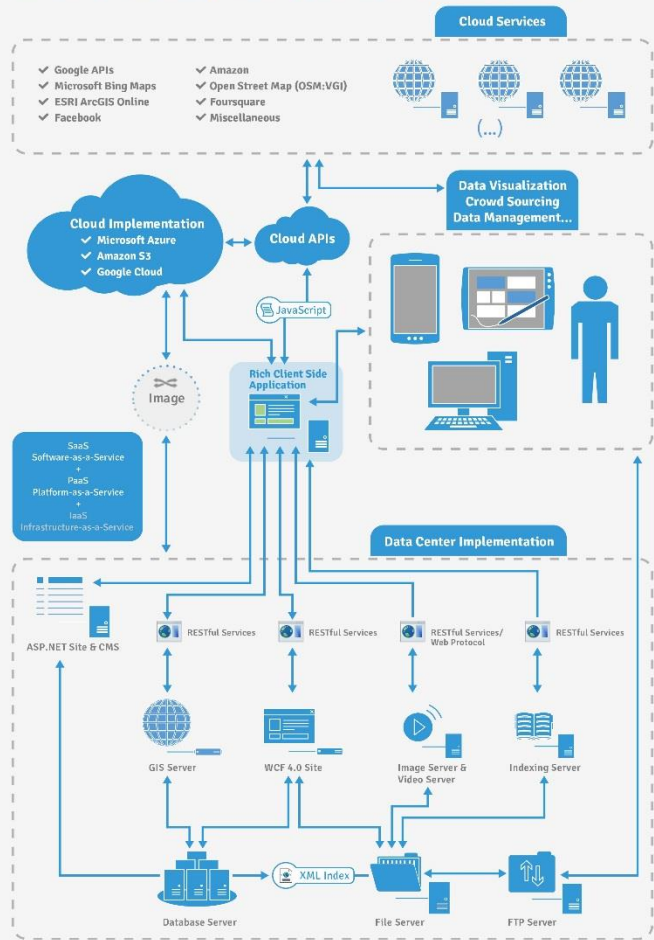 Cloud Services
Google APIs
Microsoft Bing Maps
ESRI ArcGIS Online
Facebook
Amazon
Open Street Map (OSM:VGI)
Foursquare
Miscellaneous
(...)
Data Visualization
Crowd Sourcing
Data Management...
Cloud Implementation
Microsoft Azure
Amazon S3
Google Cloud
Cloud APIs
JavaScript
Rich Client Side
Application
Image
SaaS
Software-as-a-Service
+
PaaS
Platform-as-a-Service
+
IaaS
Infrastructure-as-a-Service
Data Center Implementation
ASP.NET Site & CMS
RESTful Services
RESTful Services
RESTful Services/
Web Protocol
RESTful Services
GIS Server
WCF 4.0 Site
Image Server &
Video Server
Indexing Server
XML Index
Database Server
File Server
FTP Server